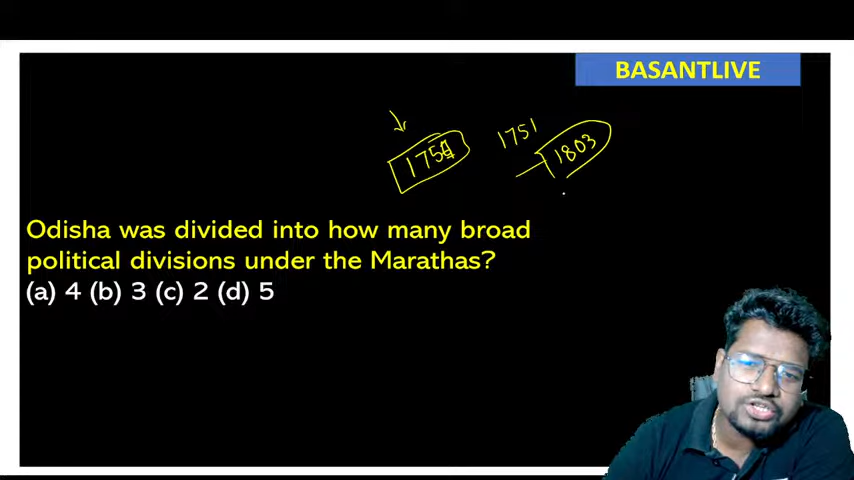 BASANTLIVE
1751
1803
Odisha was divided into how many broad
political divisions under the Marathas?
(a) 4 (b) 3 (c) 2 (d) 5